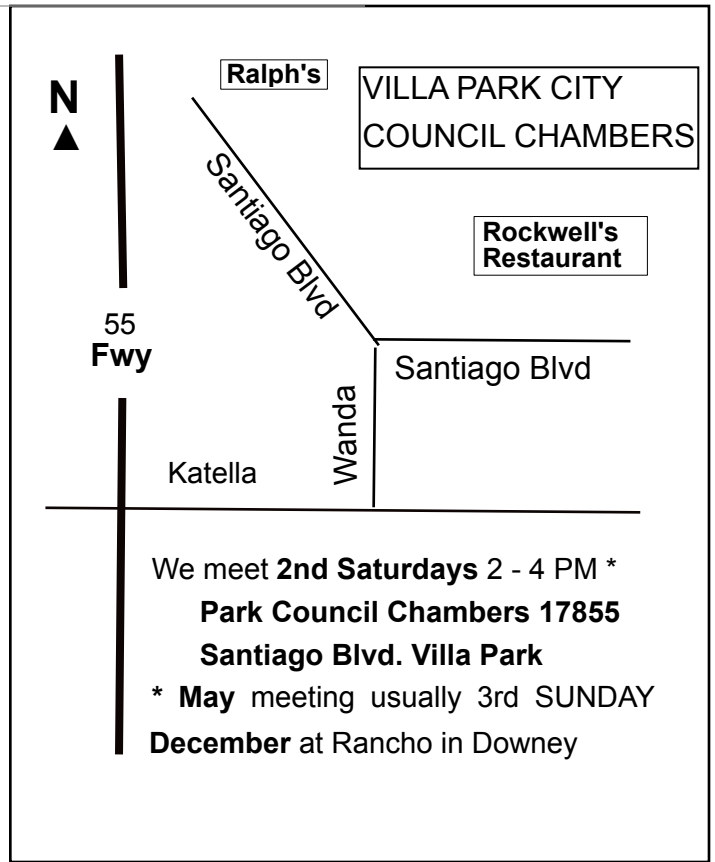 N
Ralph's
VILLA PARK CITY
COUNCIL CHAMBERS
Santiago Blvd
Rockwell's
Restaurant
55
Fwy
Santiago Blvd
Wanda
Katella
We meet 2nd Saturdays 2 - 4 PM *
Park Council Chambers 17855
Santiago Blvd. Villa Park
* May meeting usually 3rd SUNDAY
December at Rancho in Downey